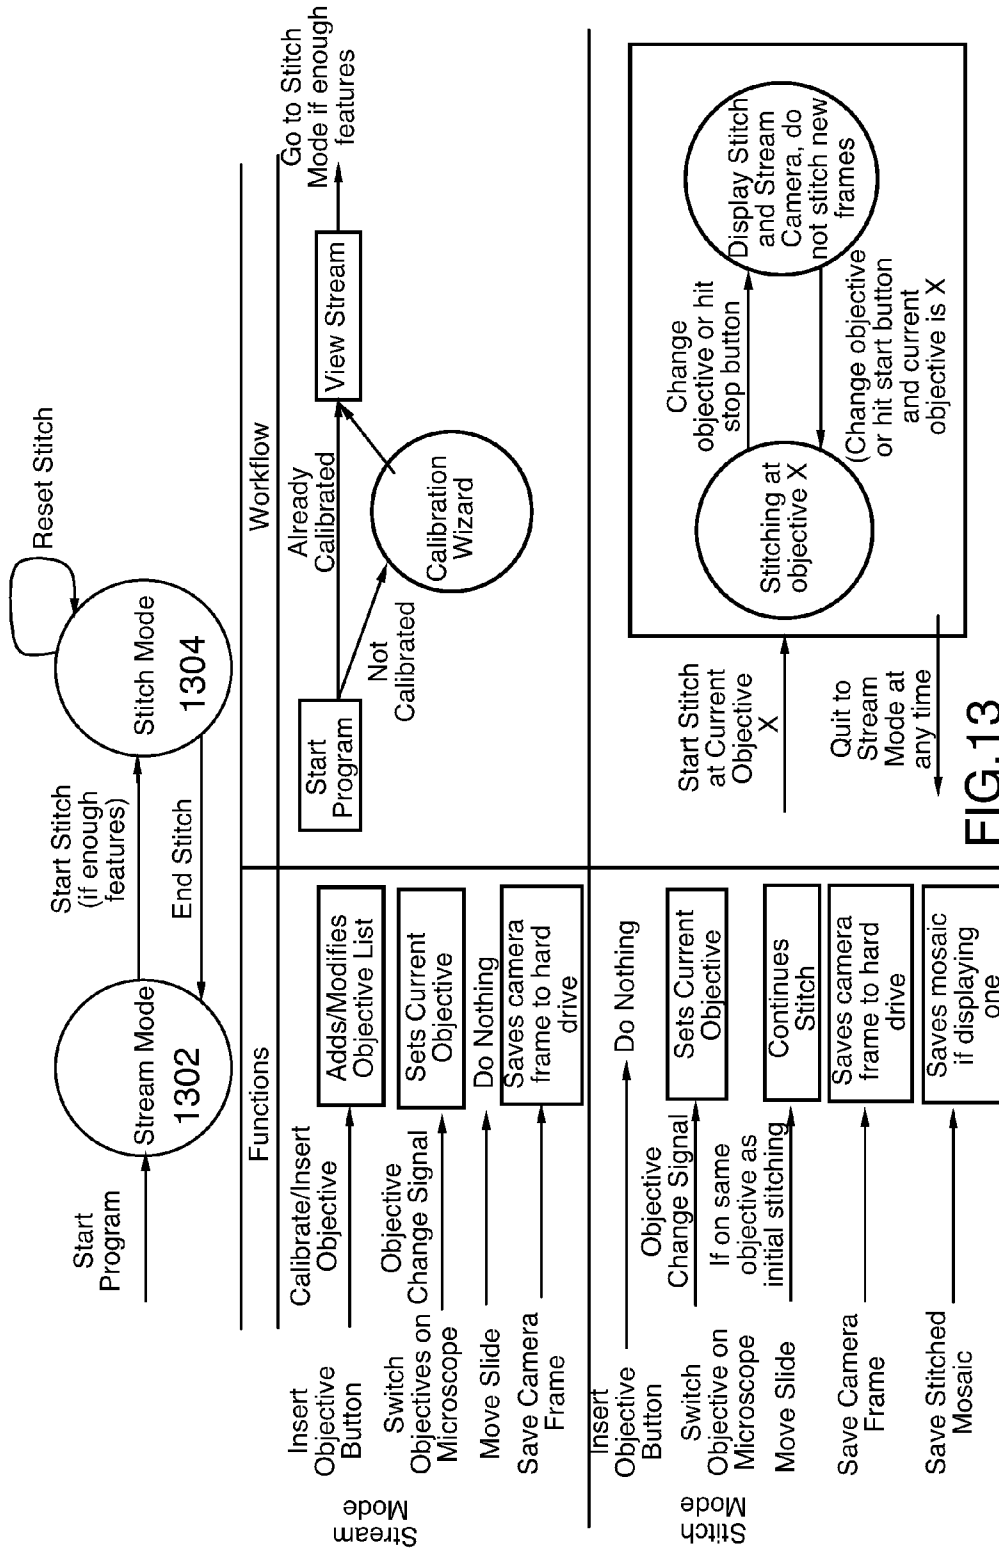 Start
Program
Stream Mode
1302
Start Stitch
(if enough
features)
End Stitch
Stitch Mode
1304
Reset Stitch
Functions
Workflow
Stream
Mode
Insert
Objective
Button
Calibrate/Insert
Objective
Adds/Modifies
Objective List
Switch
Objectives on
Microscope
Objective
Change Signal
Sets Current
Objective
Move Slide
Do Nothing
Save Camera
Frame
Saves camera
frame to hard
drive
Start
Program
Already
Calibrated
Not
Calibrated
Calibration
Wizard
View Stream
Go to Stitch
Mode if enough
features
Stitch
Mode
Insert
Objective
Button
Do Nothing
Switch
Objective on
Microscope
Objective
Change Signal
Sets Current
Objective
Move Slide
If on same
objective as
initial stitching
Continues
Stitch
Save Camera
Frame
Saves camera
frame to hard
drive
Save Stitched
Mosaic
Saves mosaic
if displaying
one
Start Stitch
at Current
Objective
X
Quit to
Stream
Mode at
any time
Stitching at
objective X
Change
objective or hit
stop button
(Change objective
or hit start button
and current
objective is X
Display Stitch
and Stream
Camera, do
not stitch new
frames
FIG.13